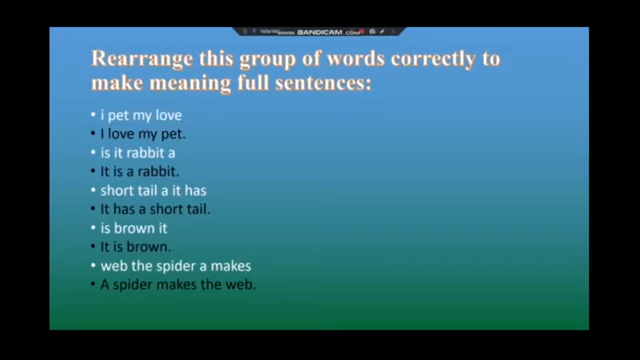 www.BANDICAM.COM
Rearrange this group of words correctly to
make meaning full sentences:
• i pet my love
• I love my pet.
• is it rabbit a
• It is a rabbit.
• short tail a it has
• It has a short tail.
• is brown it
• It is brown.
• web the spider a makes
• A spider makes the web.